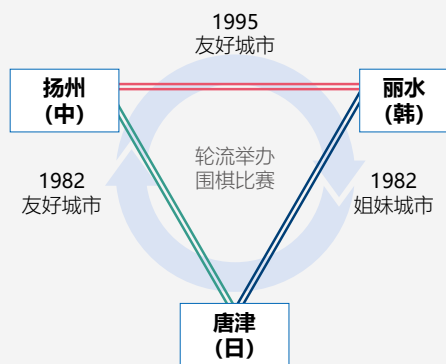 1995
友好城市
扬州
(中)
丽水
(韩)
轮流举办
围棋比赛
1982
友好城市
1982
姐妹城市
唐津
(日)